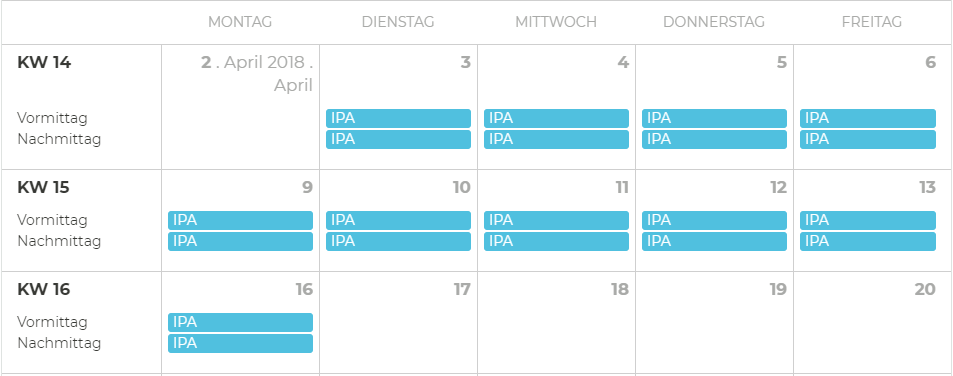 MONTAG DIENSTAG MITTWOCH DONNERSTAG FREITAG
KW 14 2 . April 2018 . 3 4 5 6
April
Vormittag IPA IPA IPA IPA
Nachmittag IPA IPA IPA IPA
KW 15 9 10 11 12 13
Vormittag IPA IPA IPA IPA IPA
Nachmittag IPA IPA IPA IPA IPA
KW 16 16 17 18 19 20
Vormittag IPA
Nachmittag IPA